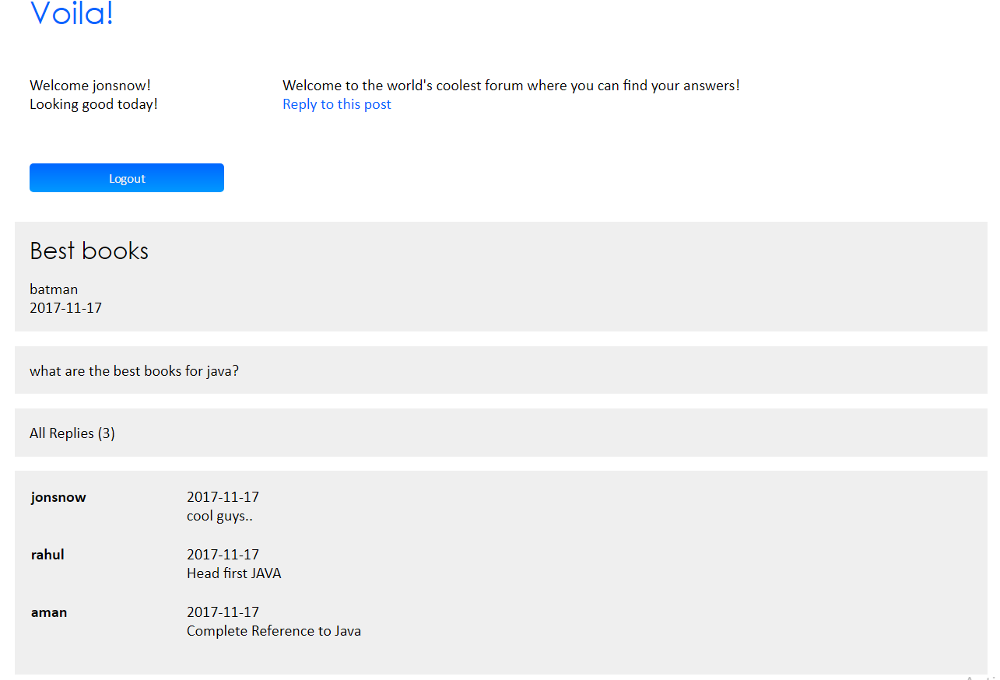 Voila!
Welcome jonsnow!
Looking good today!
Welcome to the world's coolest forum where you can find your answers!
Reply to this post
Logout
Best books
batman
2017-11-17
what are the best books for java?
All Replies (3)
jonsnow
2017-11-17
cool guys..
rahul
2017-11-17
Head first JAVA
aman
2017-11-17
Complete Reference to Java